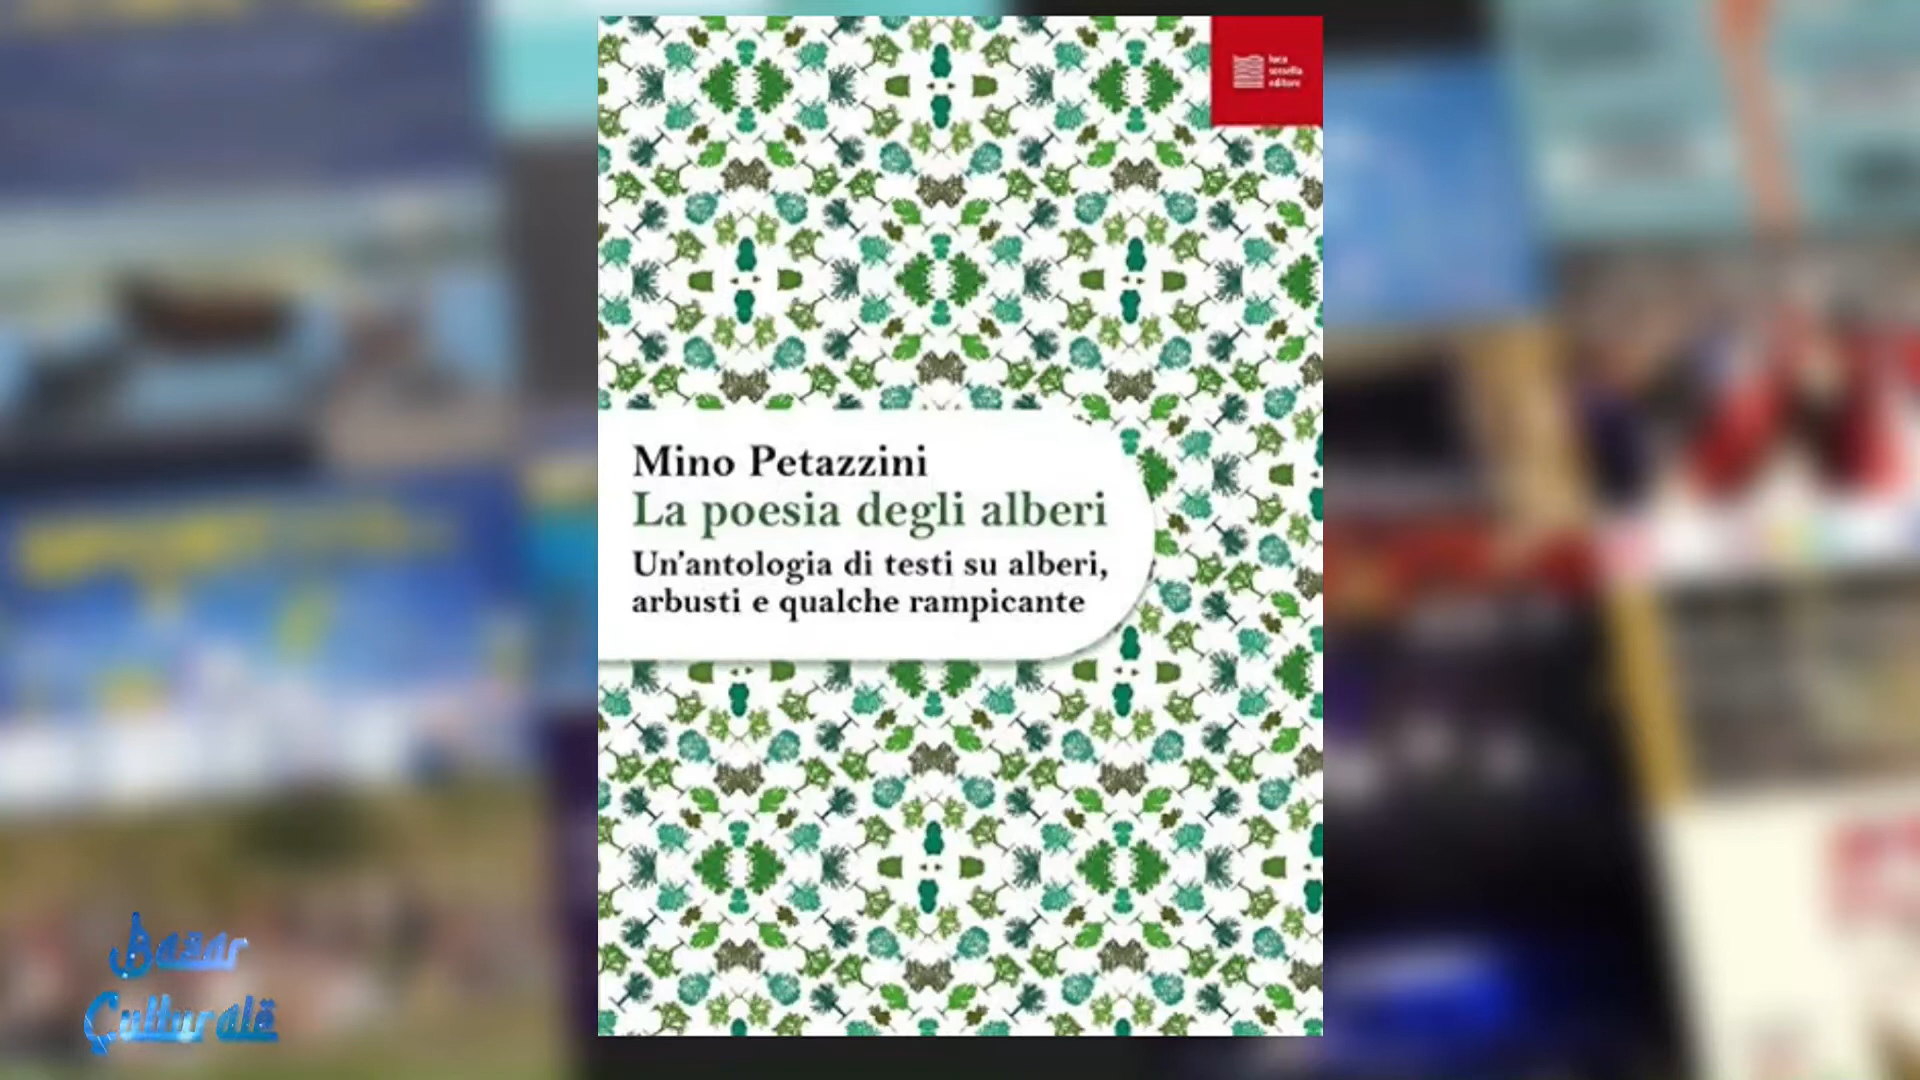 luca
sossella
editore
Mino Petazzini
La poesia degli alberi
Un'antologia di testi su alberi,
arbusti e qualche rampicante
Bazar
Culturale